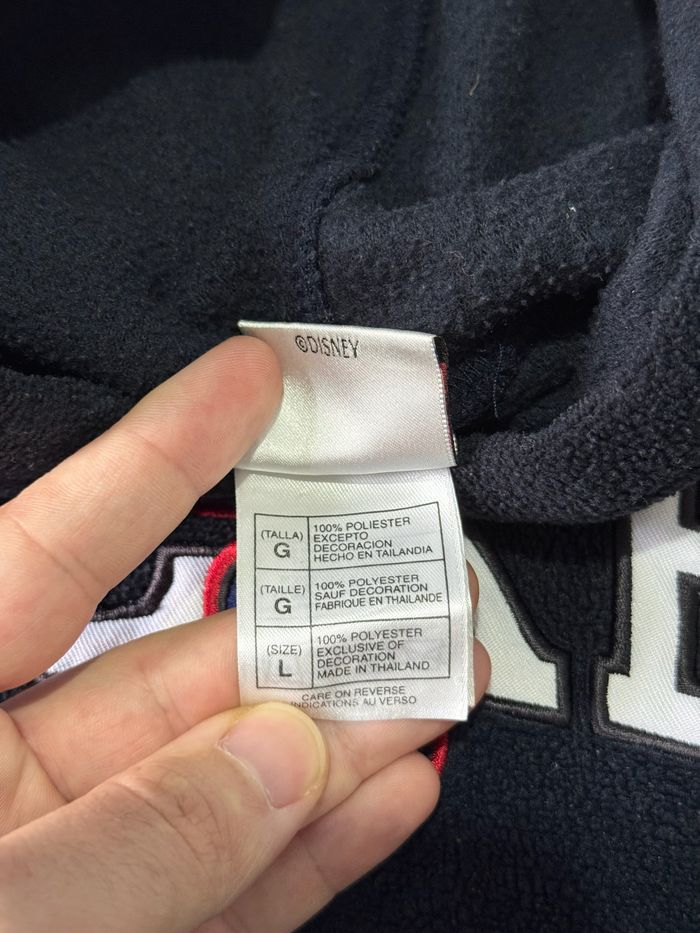 ©DISNEY
(TALLA)
G
100% POLIESTER
EXCEPTO
DECORACION
HECHO EN TAILANDIA
(TAILLE)
G
100% POLYESTER
SAUF DECORATION
FABRIQUE EN THAILANDE
(SIZE)
L
100% POLYESTER
EXCLUSIVE OF
DECORATION
MADE IN THAILAND
CARE ON REVERSE
INDICATIONS AU VERSO